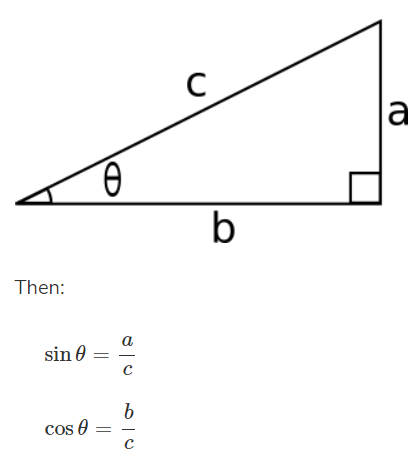 c
a
θ
b
Then:
sin θ = a/c
cos θ = b/c